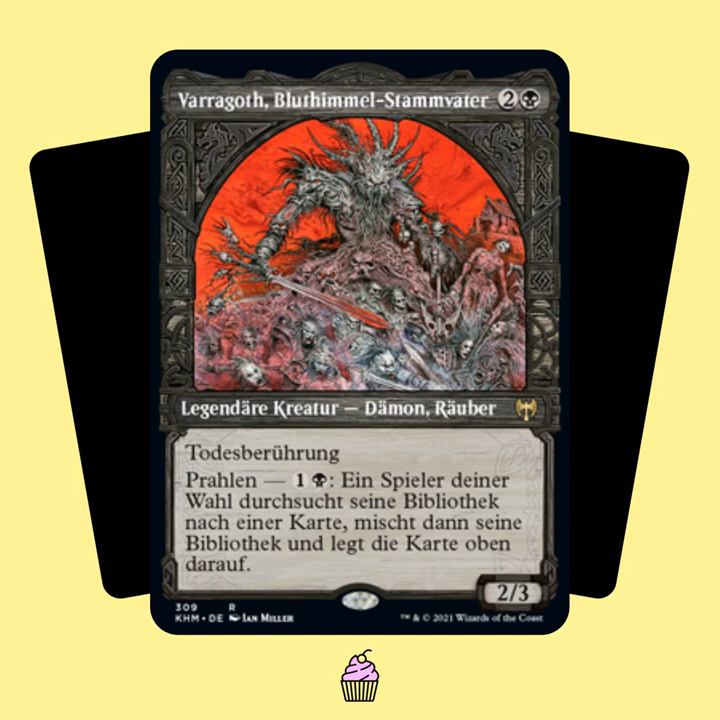 Varragoth, Bluthimmel-Stammvater 2
Legendäre Kreatur — Dämon, Räuber
Todesberührung
Prahlen — 1 : Ein Spieler deiner
Wahl durchsucht seine Bibliothek
nach einer Karte, mischt dann seine
Bibliothek und legt die Karte oben
darauf.
2/3
309 R
KHM • DE IAN MILLER
™ & © 2021 Wizards of the Coast